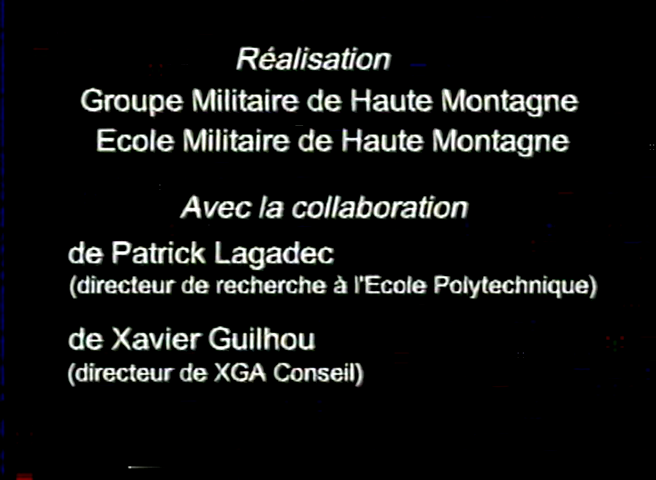 Réalisation
Groupe Militaire de Haute Montagne
Ecole Militaire de Haute Montagne
Avec la collaboration
de Patrick Lagadec
(directeur de recherche à l'Ecole Polytechnique)
de Xavier Guilhou
(directeur de XGA Conseil)